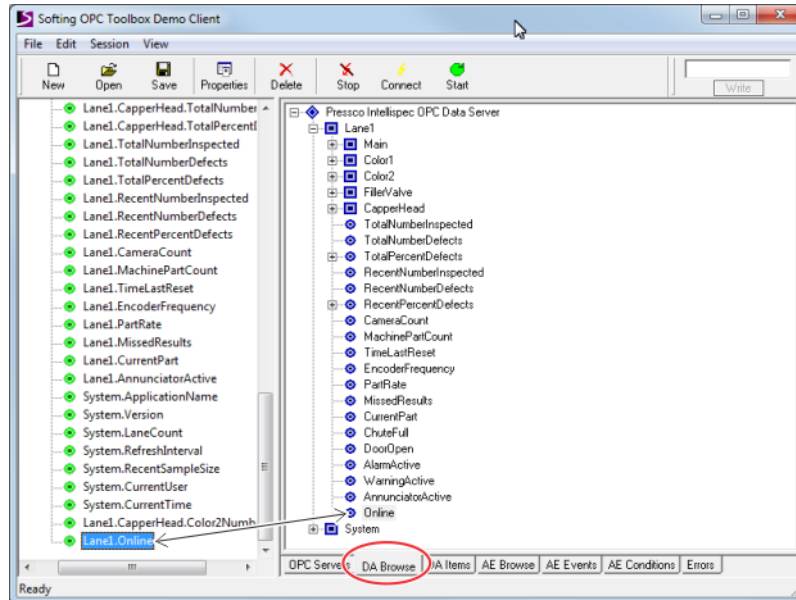 Softing OPC Toolbox Demo Client
File Edit Session View
New Open Save Properties Delete Stop Connect Start Write
Lane1.CapperHead.TotalNumber
Lane1.CapperHead.TotalPercent
Lane1.TotalNumberInspected
Lane1.TotalNumberDefects
Lane1.TotalPercentDefects
Lane1.RecentNumberInspected
Lane1.RecentNumberDefects
Lane1.RecentPercentDefects
Lane1.CameraCount
Lane1.MachinePartCount
Lane1.TimeLastReset
Lane1.EncoderFrequency
Lane1.PartRate
Lane1.MissedResults
Lane1.CurrentPart
Lane1.AnnunciatorActive
System.ApplicationName
System.Version
System.LaneCount
System.RefreshInterval
System.RecentSampleSize
System.CurrentUser
System.CurrentTime
Lane1.CapperHead.Color2Numb
Lane1.Online
Pressco Intellispec OPC Data Server
Lane1
Main
Color1
Color2
FillerValve
CapperHead
TotalNumberInspected
TotalNumberDefects
TotalPercentDefects
RecentNumberInspected
RecentNumberDefects
RecentPercentDefects
CameraCount
MachinePartCount
TimeLastReset
EncoderFrequency
PartRate
MissedResults
CurrentPart
ChuteFull
DoorOpen
AlarmActive
WarningActive
AnnunciatorActive
Online
System
OPC Servers DA Browse DA Items AE Browse AE Events AE Conditions Errors
Ready